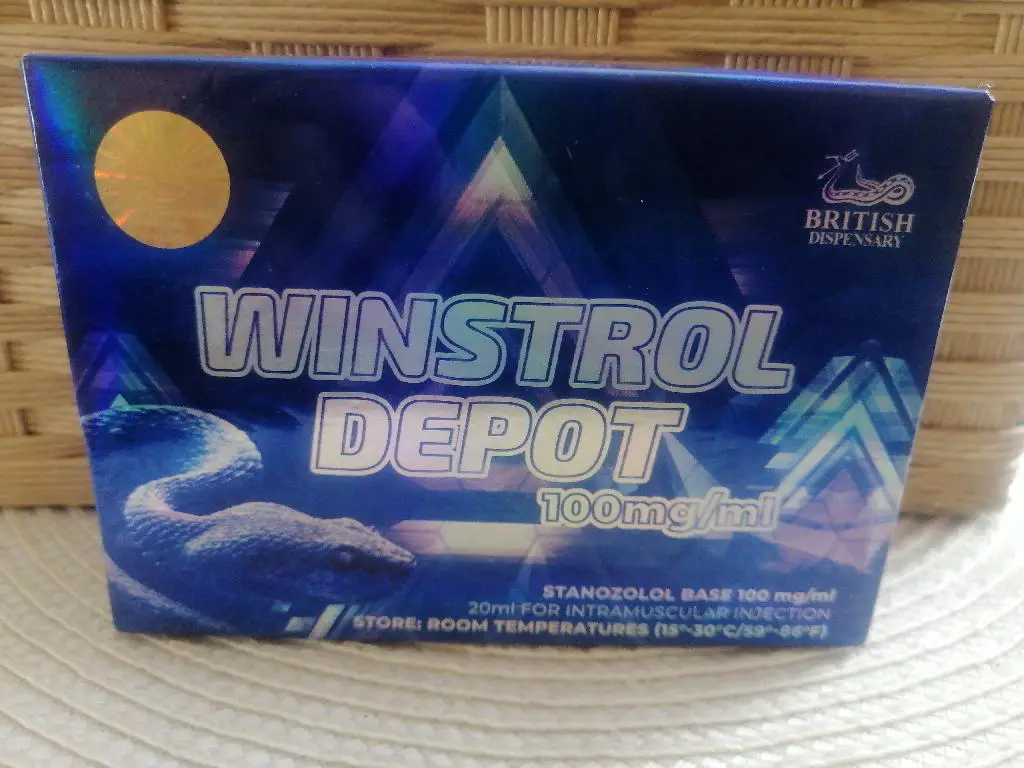 BRITISH
DISPENSARY
WINSTROL
DEPOT
100mg/ml
STANOZOLOL BASE 100 mg/ml
20ml FOR INTRAMUSCULAR INJECTION
STORE: ROOM TEMPERATURES (15°-30°C/59°-86°F)